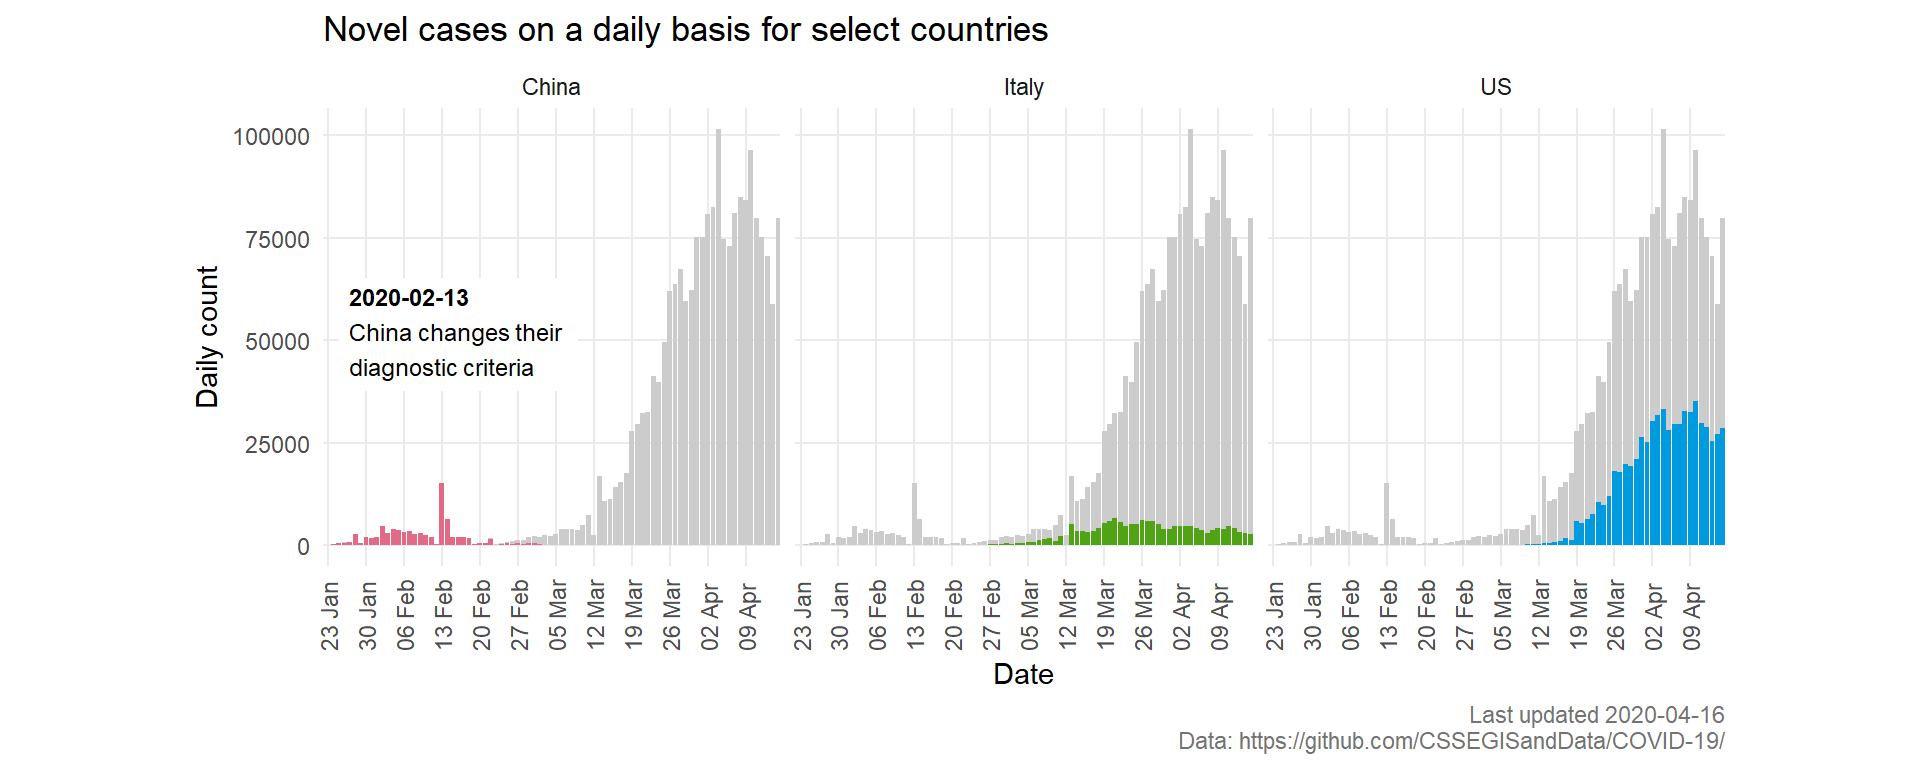 Novel cases on a daily basis for select countries
China
Italy
US
100000
75000
50000
25000
0
Daily count
2020-02-13
China changes their
diagnostic criteria
23 Jan
30 Jan
06 Feb
13 Feb
20 Feb
27 Feb
05 Mar
12 Mar
19 Mar
26 Mar
02 Apr
09 Apr
23 Jan
30 Jan
06 Feb
13 Feb
20 Feb
27 Feb
05 Mar
12 Mar
19 Mar
26 Mar
02 Apr
09 Apr
23 Jan
30 Jan
06 Feb
13 Feb
20 Feb
27 Feb
05 Mar
12 Mar
19 Mar
26 Mar
02 Apr
09 Apr
Date
Last updated 2020-04-16
Data: https://github.com/CSSEGISandData/COVID-19/